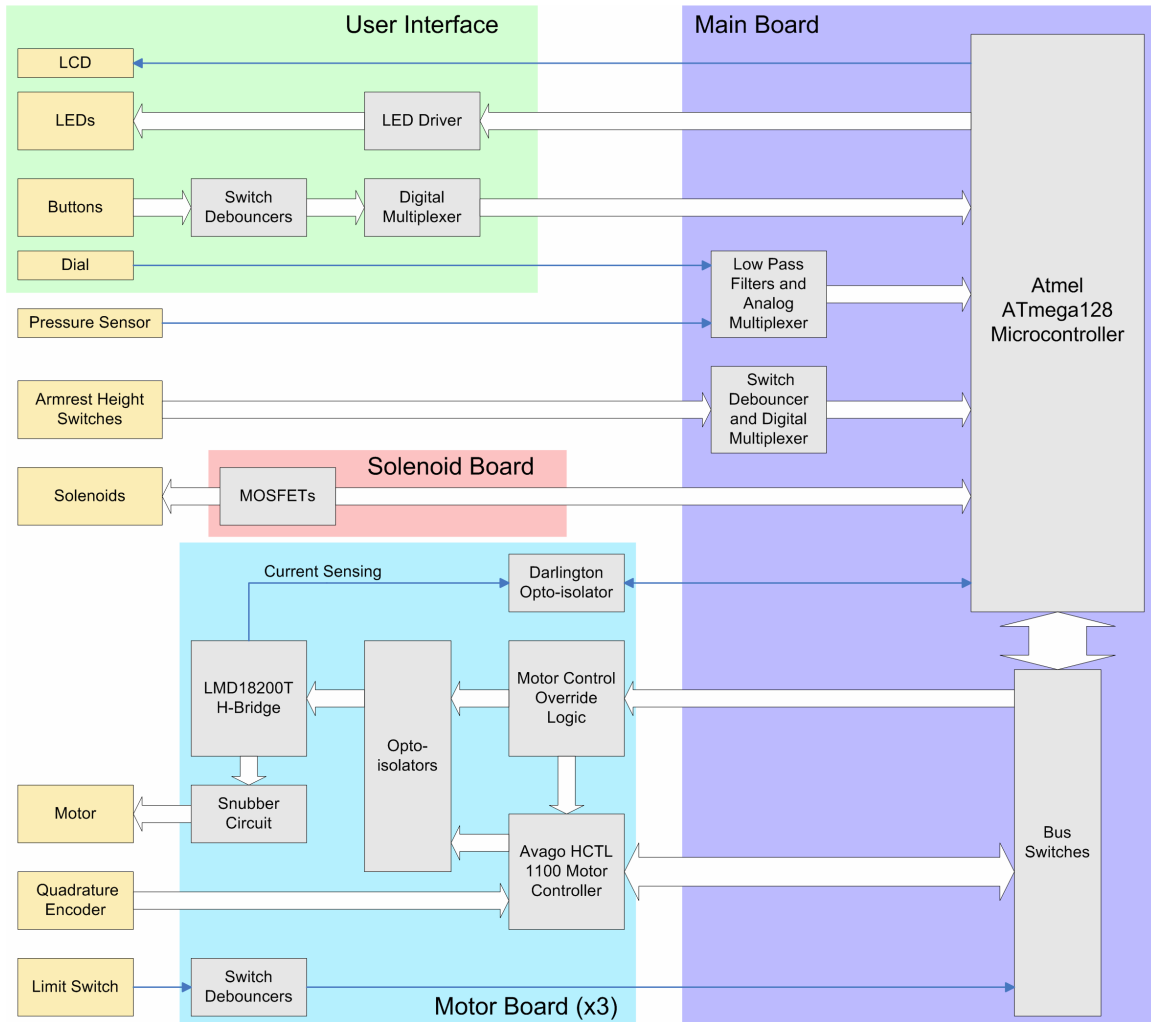 User Interface
Main Board
LCD
LEDs
LED Driver
Buttons
Switch
Debouncers
Digital
Multiplexer
Dial
Low Pass
Filters and
Analog
Multiplexer
Atmel
ATmega128
Microcontroller
Pressure Sensor
Armrest Height
Switches
Switch
Debouncer
and Digital
Multiplexer
Solenoid Board
Solenoids
MOSFETs
Current Sensing
Darlington
Opto-isolator
LMD18200T
H-Bridge
Opto-
isolators
Motor Control
Override
Logic
Motor
Snubber
Circuit
Avago HCTL
1100 Motor
Controller
Bus
Switches
Quadrature
Encoder
Limit Switch
Switch
Debouncers
Motor Board (x3)